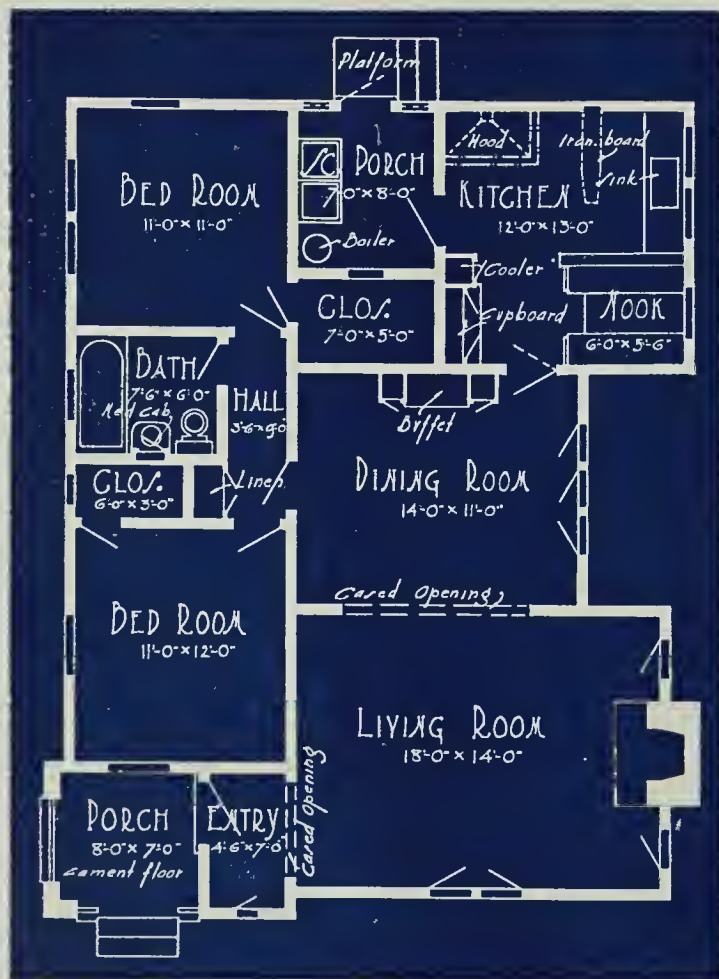 Platform
Hood
Iron. board
Sink
PORCH
7'-0" x 8'-0"
BED ROOM
11'-0" x 11'-0"
KITCHEN
12'-0" x 13'-0"
Boiler
Cooler
CLOS.
7'-0" x 5'-0"
Cupboard
NOOK
6'-0" x 5'-6"
BATH
7'-6" x 6'-0"
Med Cab.
HALL
3'-6" x 9'-0"
Buffet
CLOS.
6'-0" x 3'-0"
Linen
DINING ROOM
14'-0" x 11'-0"
Cased Opening
BED ROOM
11'-0" x 12'-0"
LIVING ROOM
18'-0" x 14'-0"
Cased Opening
PORCH
8'-0" x 7'-0"
Cament floor
ENTRY
4'-6" x 7'-0"